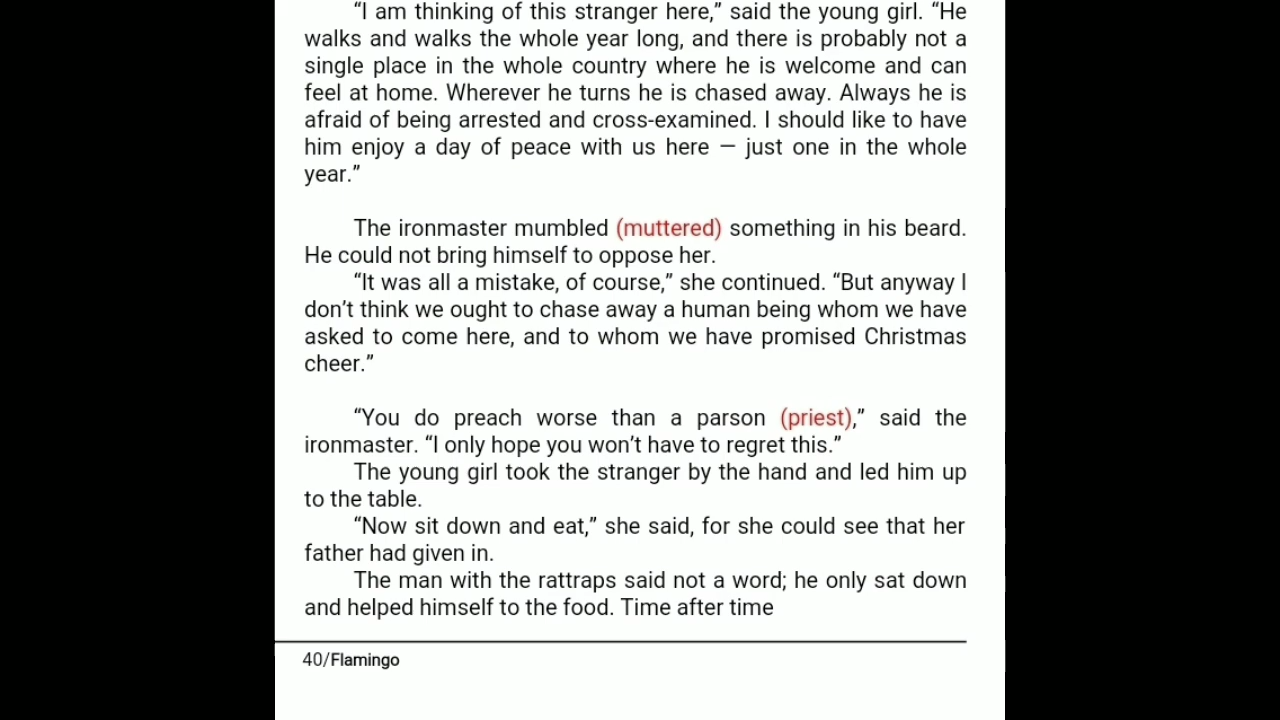 “I am thinking of this stranger here,” said the young girl. “He
walks and walks the whole year long, and there is probably not a
single place in the whole country where he is welcome and can
feel at home. Wherever he turns he is chased away. Always he is
afraid of being arrested and cross-examined. I should like to have
him enjoy a day of peace with us here — just one in the whole
year.”
The ironmaster mumbled (muttered) something in his beard.
He could not bring himself to oppose her.
“It was all a mistake, of course,” she continued. “But anyway I
don’t think we ought to chase away a human being whom we have
asked to come here, and to whom we have promised Christmas
cheer.”
“You do preach worse than a parson (priest),” said the
ironmaster. “I only hope you won’t have to regret this.”
The young girl took the stranger by the hand and led him up
to the table.
“Now sit down and eat,” she said, for she could see that her
father had given in.
The man with the rattraps said not a word; he only sat down
and helped himself to the food. Time after time
40/Flamingo